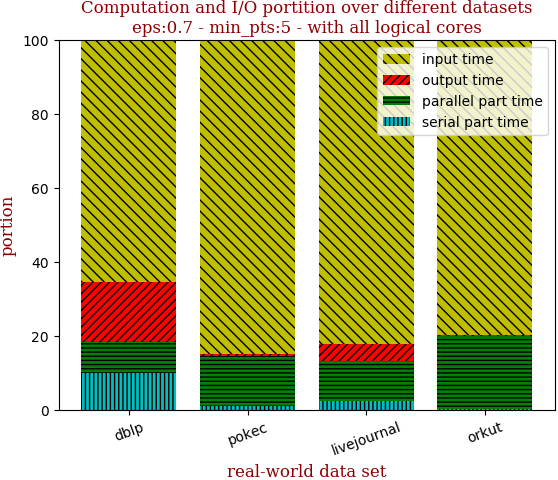 Computation and I/O portition over different datasets
eps:0.7 - min_pts:5 - with all logical cores
100
80
60
40
20
0
portion
input time
output time
parallel part time
serial part time
dblp
pokec
livejournal
orkut
real-world data set